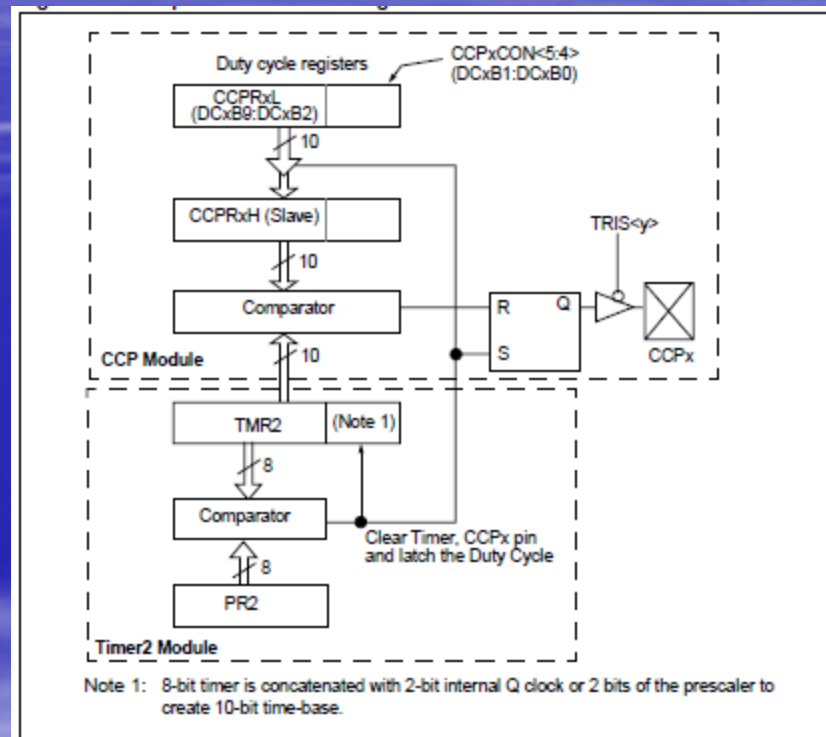 Duty cycle registers
CCPxCON<5:4>
(DCxB1:DCxB0)
CCPRxL
(DCxB9:DCxB2)
10
CCPRxH (Slave)
TRIS<y>
10
Comparator
R
Q
S
CCPx
CCP Module
10
TMR2
(Note 1)
8
Comparator
Clear Timer, CCPx pin
and latch the Duty Cycle
8
PR2
Timer2 Module
Note 1: 8-bit timer is concatenated with 2-bit internal Q clock or 2 bits of the prescaler to
create 10-bit time-base.